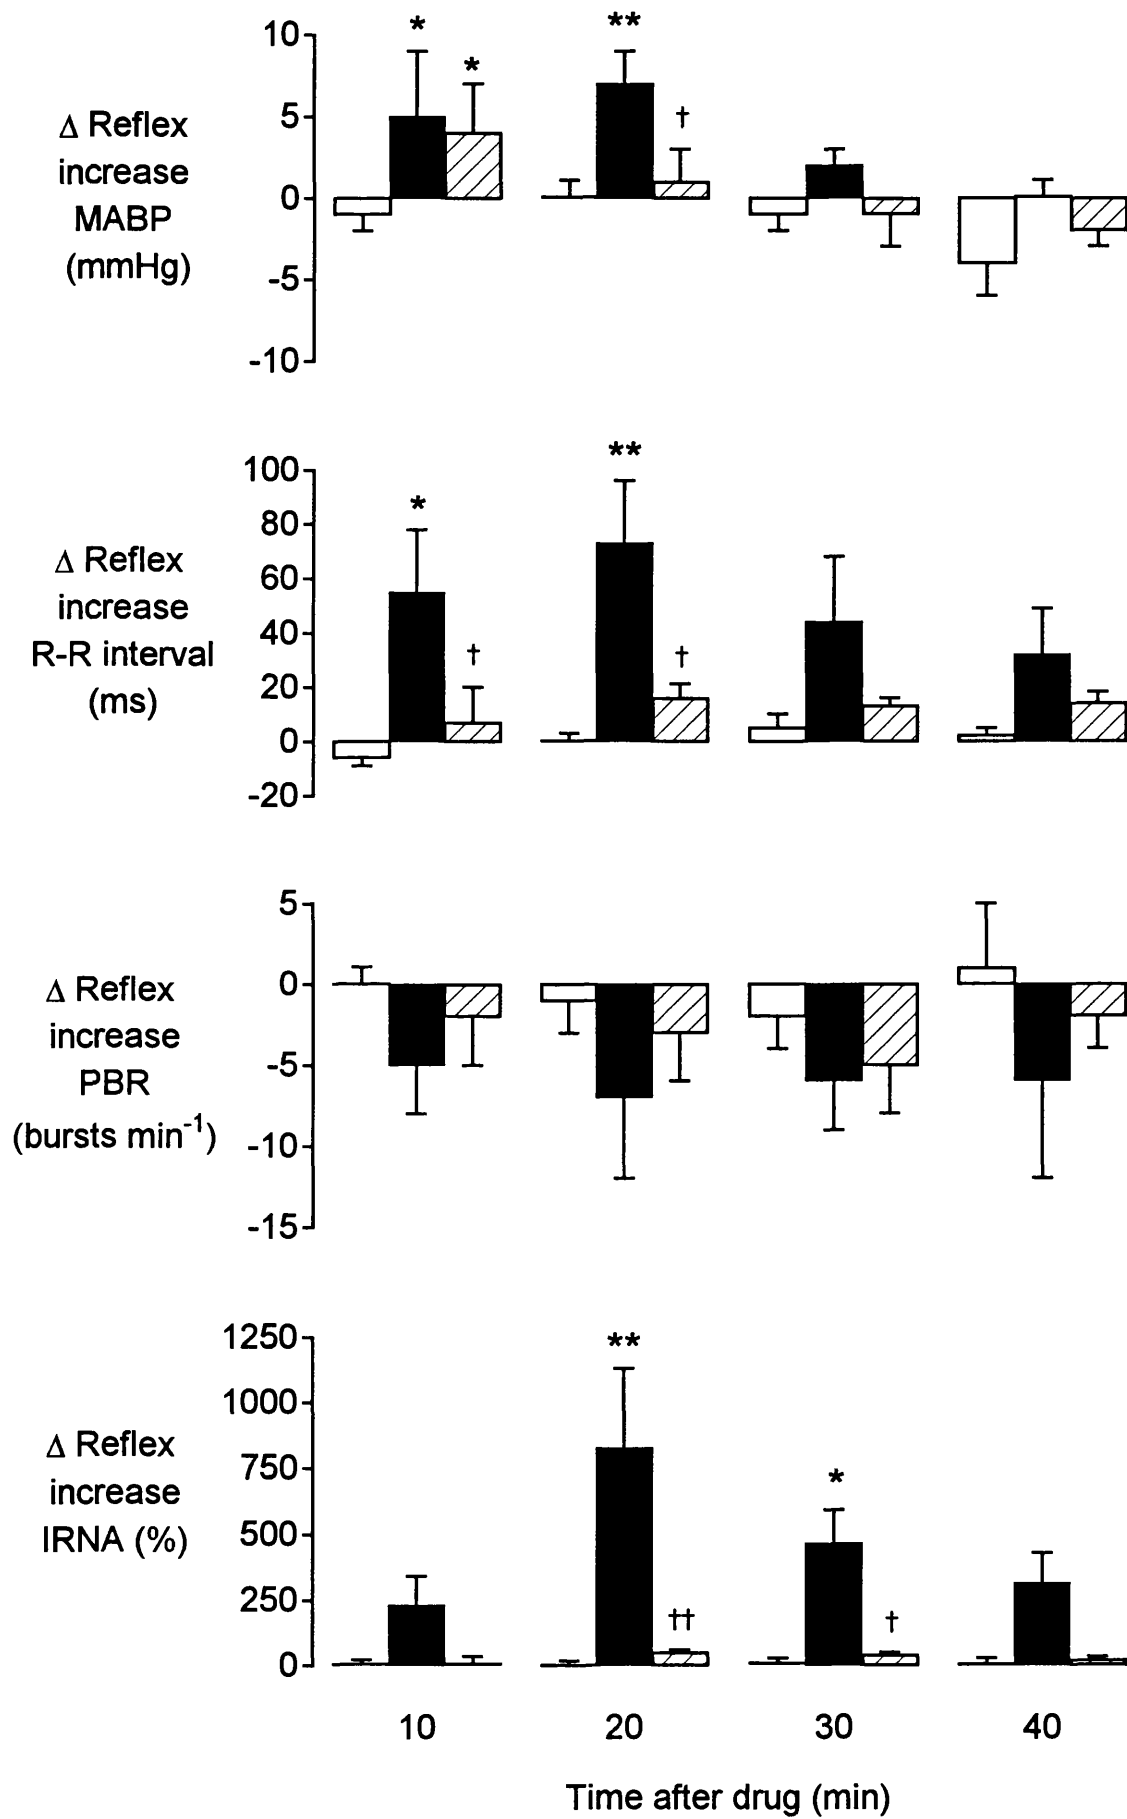 Δ Reflex
increase
MABP
(mmHg)
10
5
0
-5
-10
*
*
**
†
Δ Reflex
increase
R-R interval
(ms)
100
80
60
40
20
0
-20
*
†
**
†
Δ Reflex
increase
PBR
(bursts min⁻¹)
5
0
-5
-10
-15
Δ Reflex
increase
IRNA (%)
1250
1000
750
500
250
0
**
††
*
†
10 20 30 40
Time after drug (min)